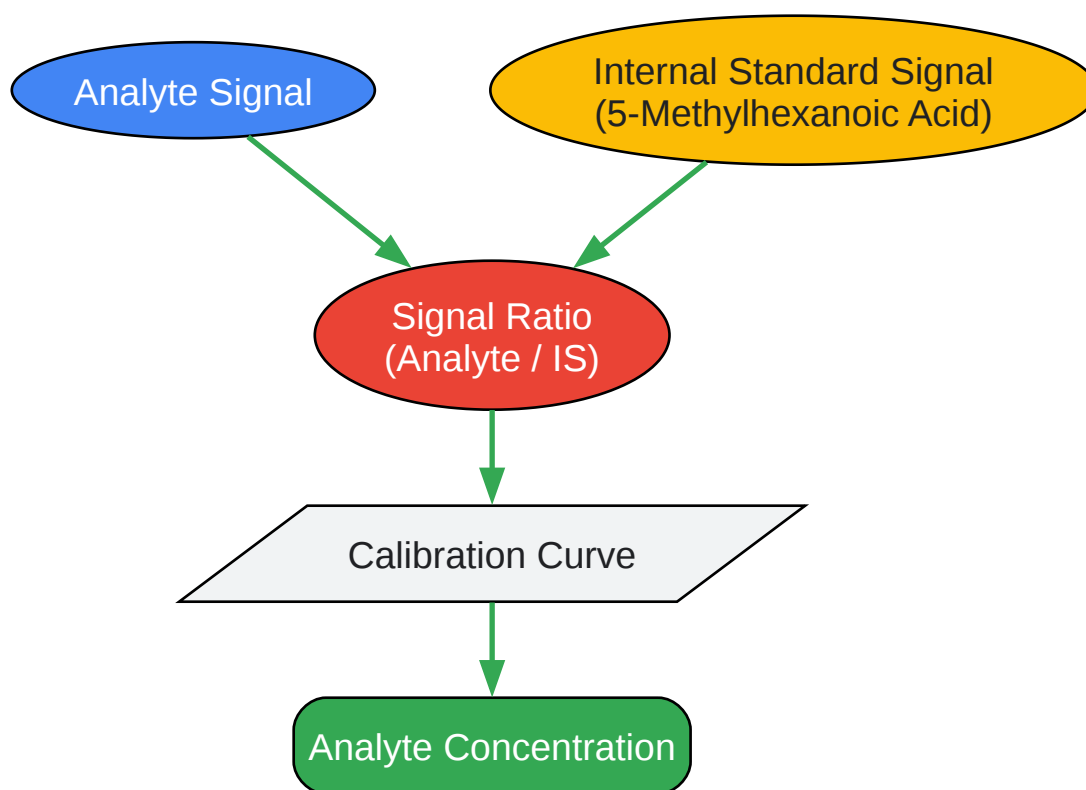 Analyte Signal
Internal Standard Signal
(5-Methylhexanoic Acid)
Signal Ratio
(Analyte / IS)
Calibration Curve
Analyte Concentration